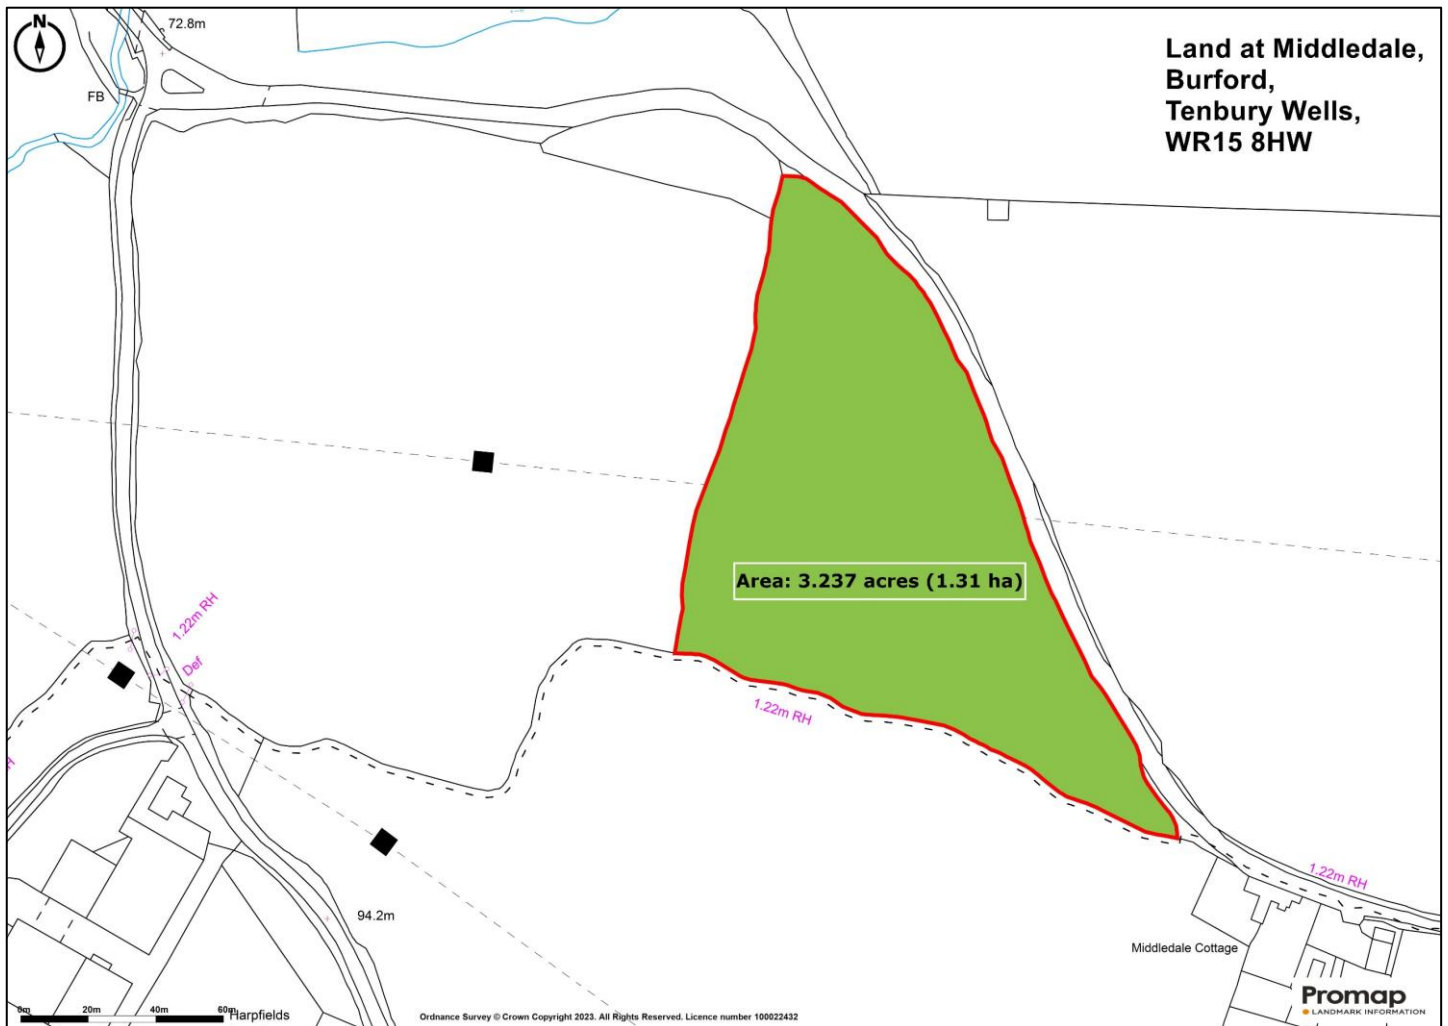 N
72.8m
FB
Land at Middledale,
Burford,
Tenbury Wells,
WR15 8HW
Area: 3.237 acres (1.31 ha)
1.22m RH
Def
1.22m RH
H
94.2m
1.22m RH
Middledale Cottage
0m 20m 40m 60m
Harpfields
Ordnance Survey © Crown Copyright 2023. All Rights Reserved. Licence number 100022432
Promap
LANDMARK INFORMATION